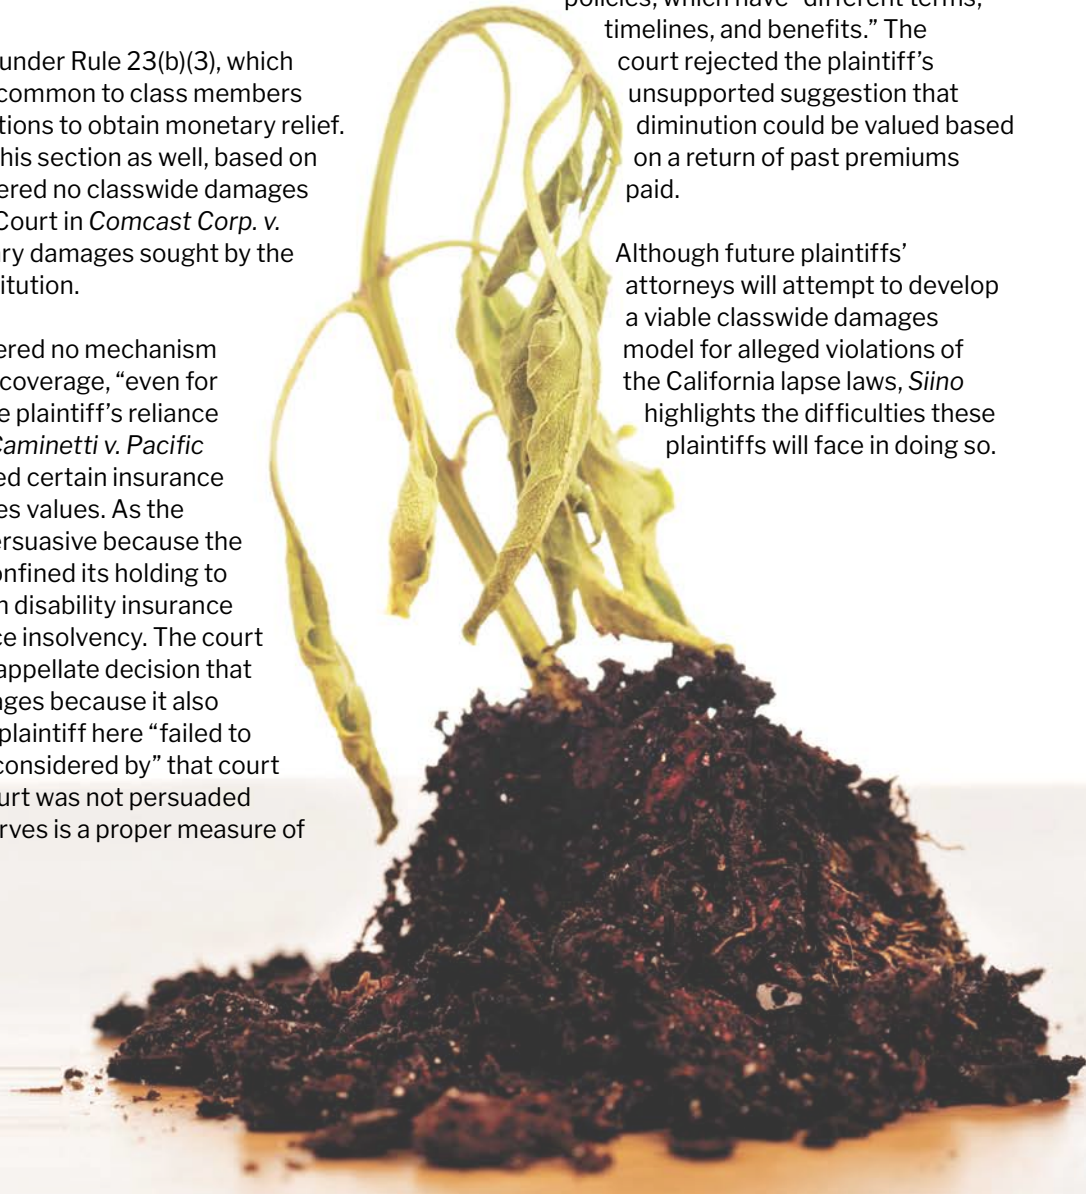 under Rule 23(b)(3), which
common to class members
tions to obtain monetary relief.
his section as well, based on
ered no classwide damages
Court in Comcast Corp. v.
ry damages sought by the
itution.
ered no mechanism
coverage, “even for
e plaintiff’s reliance
Caminetti v. Pacific
ed certain insurance
es values. As the
ersuasive because the
onfined its holding to
n disability insurance
ce insolvency. The court
appellate decision that
ges because it also
plaintiff here “failed to
considered by” that court
urt was not persuaded
rves is a proper measure of
policies, which have “different terms,
timelines, and benefits.” The
court rejected the plaintiff’s
unsupported suggestion that
diminution could be valued based
on a return of past premiums
paid.
Although future plaintiffs’
attorneys will attempt to develop
a viable classwide damages
model for alleged violations of
the California lapse laws, Siino
highlights the difficulties these
plaintiffs will face in doing so.